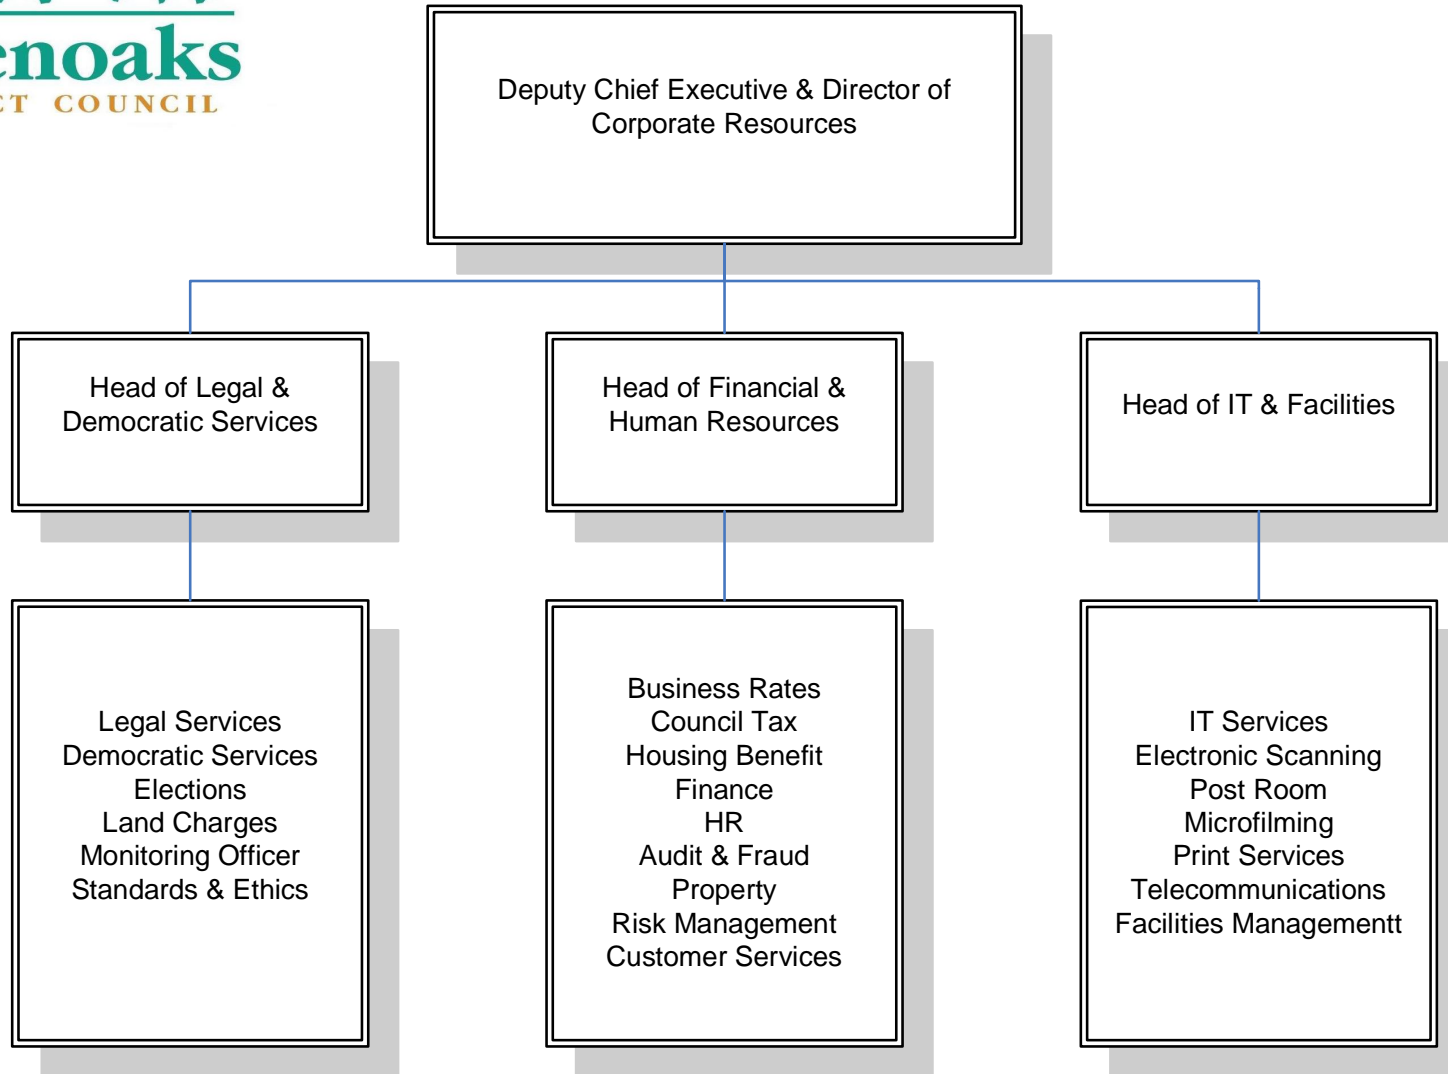 enoaks
CT COUNCIL
Deputy Chief Executive & Director of
Corporate Resources
Head of Legal &
Democratic Services
Head of Financial &
Human Resources
Head of IT & Facilities
Legal Services
Democratic Services
Elections
Land Charges
Monitoring Officer
Standards & Ethics
Business Rates
Council Tax
Housing Benefit
Finance
HR
Audit & Fraud
Property
Risk Management
Customer Services
IT Services
Electronic Scanning
Post Room
Microfilming
Print Services
Telecommunications
Facilities Managementt